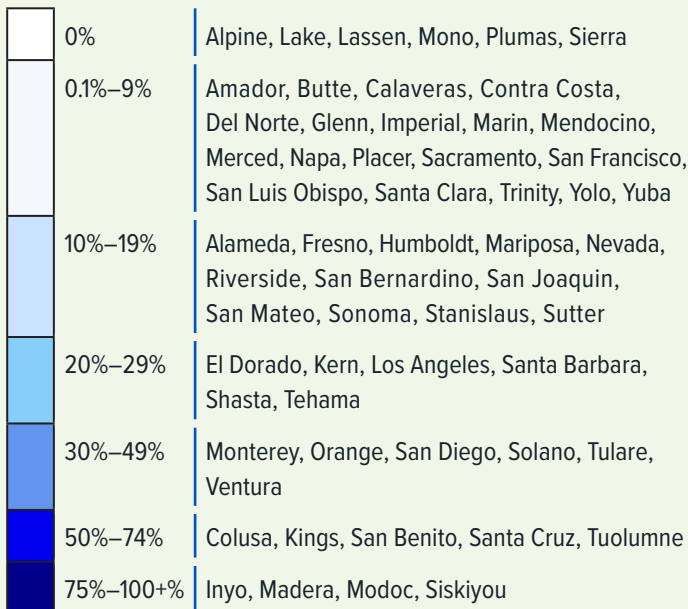 0% Alpine, Lake, Lassen, Mono, Plumas, Sierra
0.1%–9% Amador, Butte, Calaveras, Contra Costa,
Del Norte, Glenn, Imperial, Marin, Mendocino,
Merced, Napa, Placer, Sacramento, San Francisco,
San Luis Obispo, Santa Clara, Trinity, Yolo, Yuba
10%–19% Alameda, Fresno, Humboldt, Mariposa, Nevada,
Riverside, San Bernardino, San Joaquin,
San Mateo, Sonoma, Stanislaus, Sutter
20%–29% El Dorado, Kern, Los Angeles, Santa Barbara,
Shasta, Tehama
30%–49% Monterey, Orange, San Diego, Solano, Tulare,
Ventura
50%–74% Colusa, Kings, San Benito, Santa Cruz, Tuolumne
75%–100+% Inyo, Madera, Modoc, Siskiyou